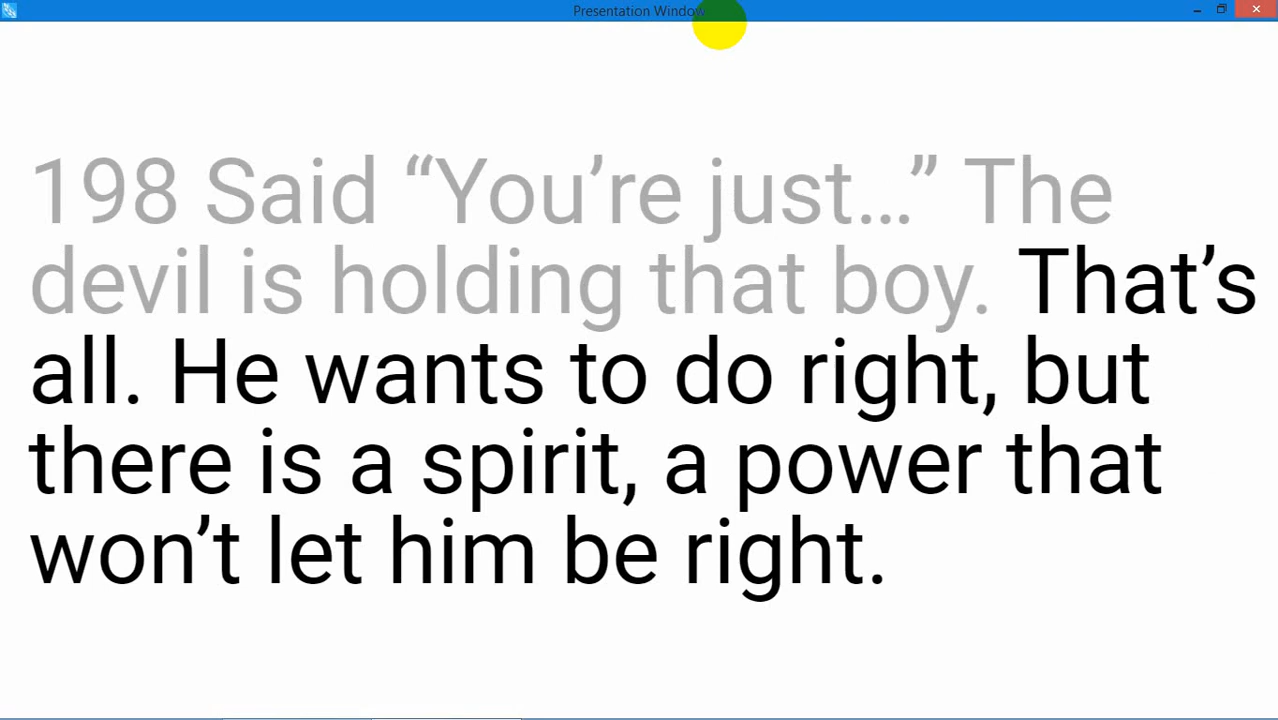 Presentation Window
198 Said “You’re just…” The
devil is holding that boy. That’s
all. He wants to do right, but
there is a spirit, a power that
won’t let him be right.